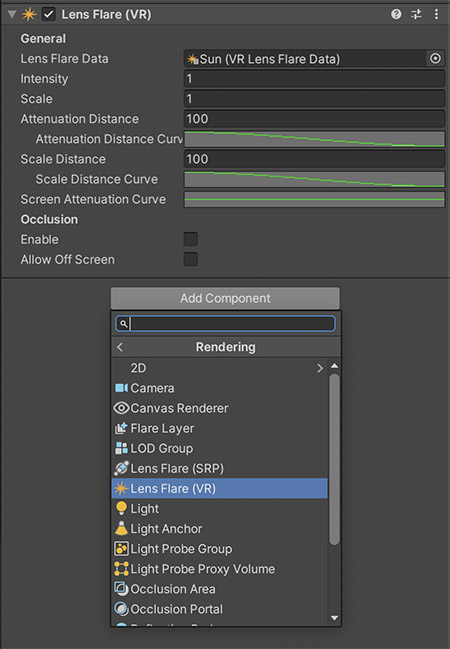 Lens Flare (VR)
General
Lens Flare Data Sun (VR Lens Flare Data)
Intensity 1
Scale 1
Attenuation Distance 100
Attenuation Distance Curv
Scale Distance 100
Scale Distance Curve
Screen Attenuation Curve
Occlusion
Enable
Allow Off Screen
Add Component
Rendering
2D
Camera
Canvas Renderer
Flare Layer
LOD Group
Lens Flare (SRP)
Lens Flare (VR)
Light
Light Anchor
Light Probe Group
Light Probe Proxy Volume
Occlusion Area
Occlusion Portal